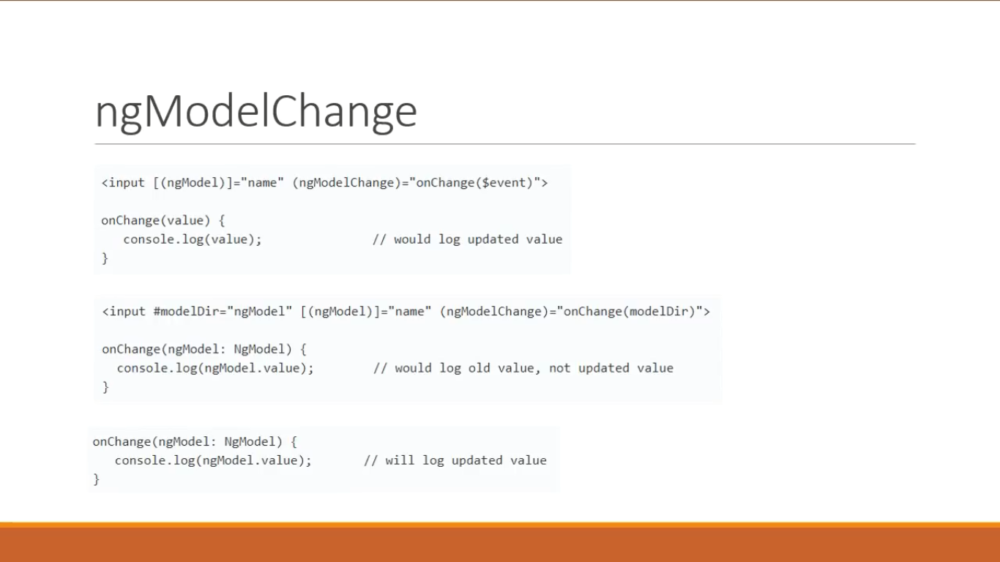 ngModelChange
<input [(ngModel)]="name" (ngModelChange)="onChange($event)">
onChange(value) {
console.log(value); // would log updated value
}
<input #modelDir="ngModel" [(ngModel)]="name" (ngModelChange)="onChange(modelDir)">
onChange(ngModel: NgModel) {
console.log(ngModel.value); // would log old value, not updated value
}
onChange(ngModel: NgModel) {
console.log(ngModel.value); // will log updated value
}